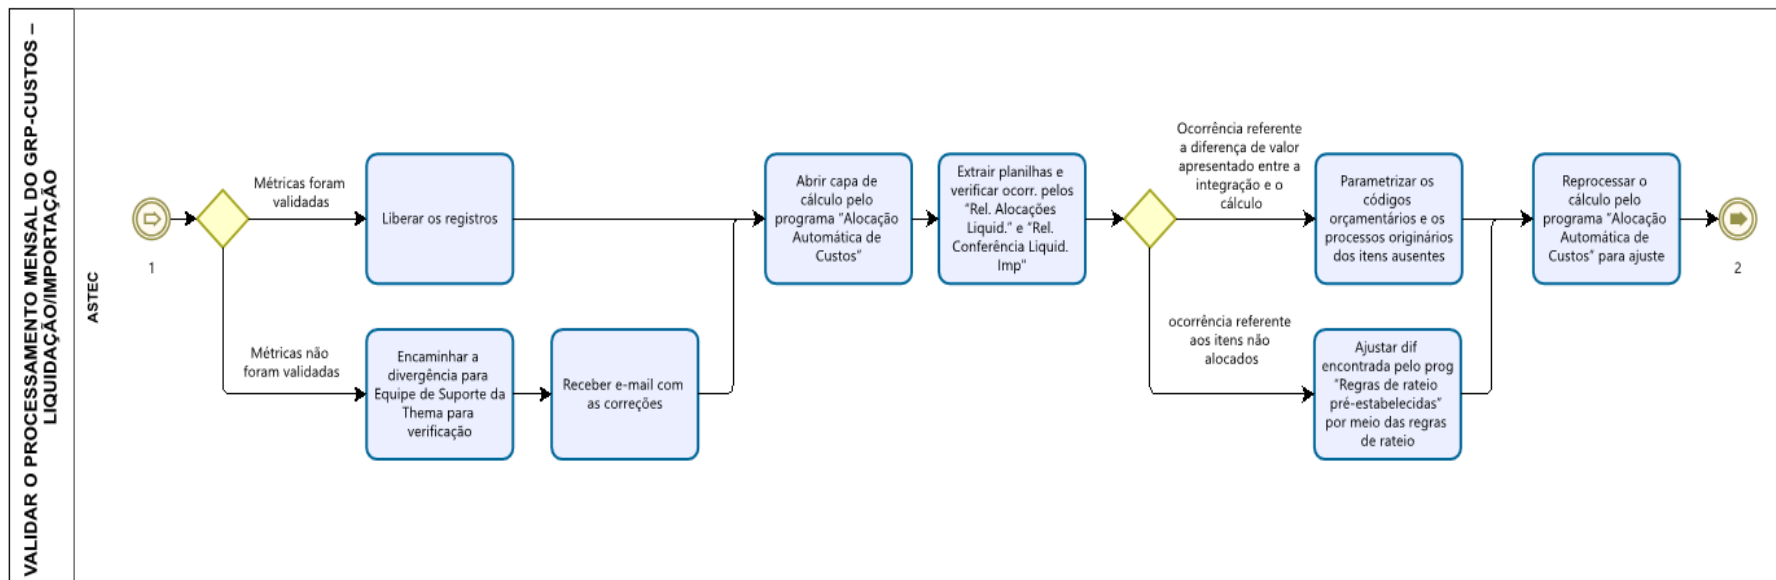 VALIDAR O PROCESSAMENTO MENSAL DO GRP-CUSTOS –
LIQUIDAÇÃO/IMPORTAÇÃO
ASTEC
1
Métricas foram
validadas
Liberar os registros
Métricas não
foram validadas
Encaminhar a
divergência para
Equipe de Suporte da
Thema para
verificação
Receber e-mail com
as correções
Abrir capa de
cálculo pelo
programa “Alocação
Automática de
Custos”
Extrair planilhas e
verificar ocorr. pelos
“Rel. Alocações
Liquid.” e “Rel.
Conferência Liquid.
Imp"
Ocorrência referente
a diferença de valor
apresentado entre a
integração e o
cálculo
Parametrizar os
códigos
orçamentários e os
processos originários
dos itens ausentes
ocorrência referente
aos itens não
alocados
Ajustar dif
encontrada pelo prog
“Regras de rateio
pré-estabelecidas”
por meio das regras
de rateio
Reprocessar o
cálculo pelo
programa “Alocação
Automática de
Custos” para ajuste
2